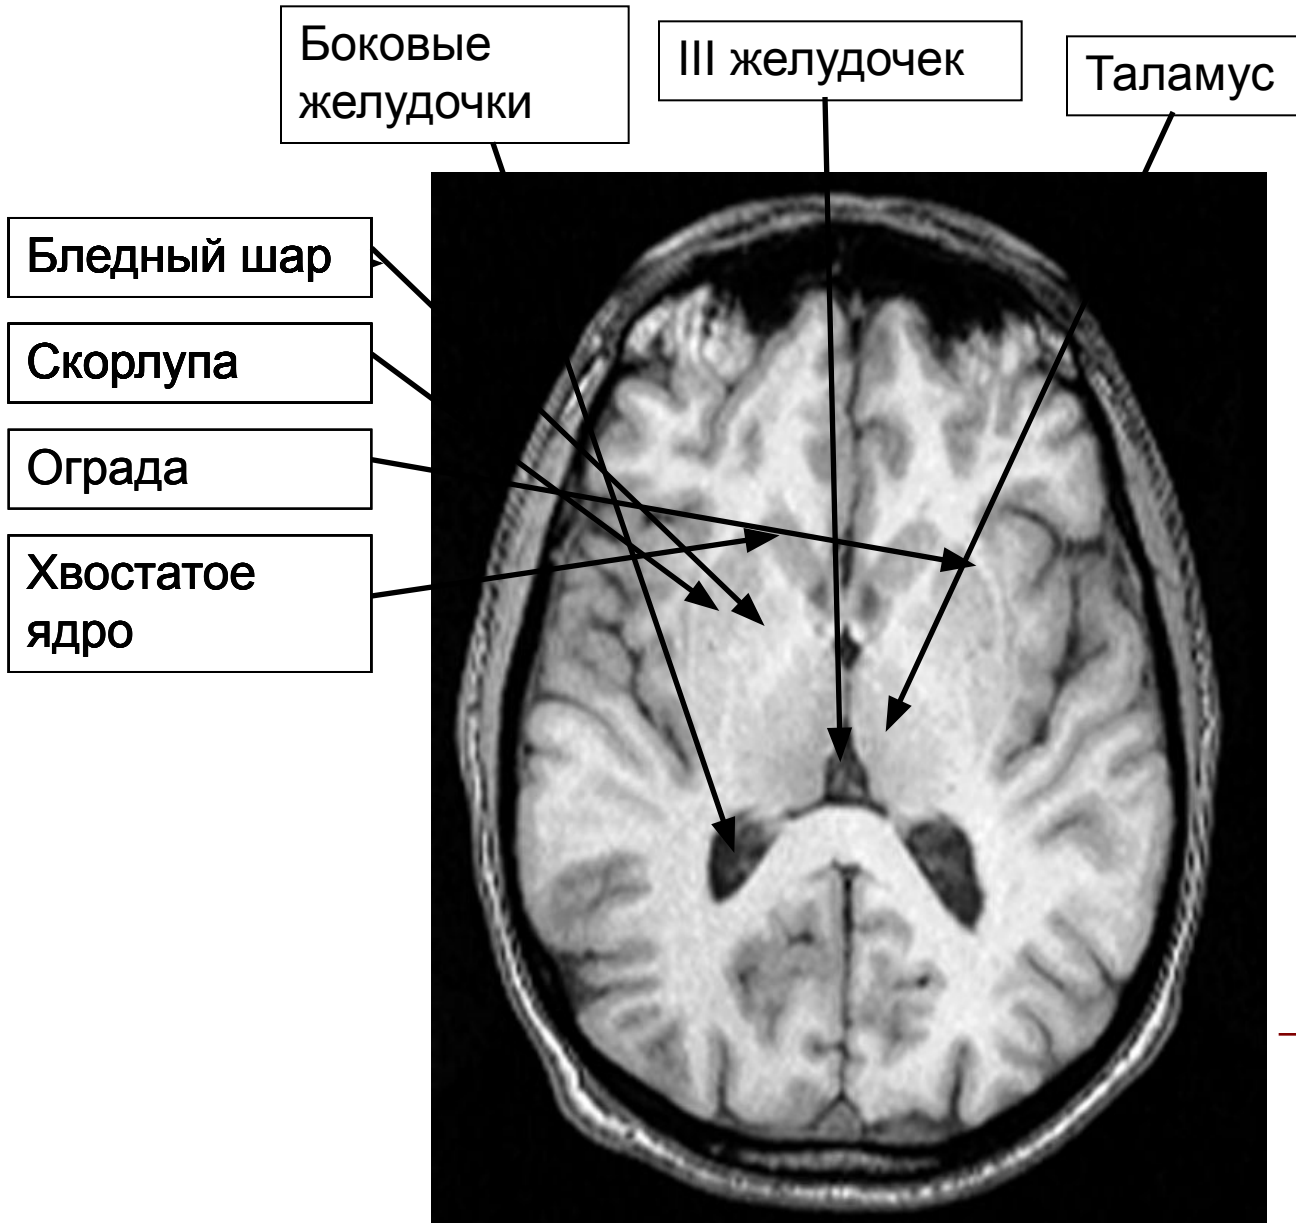 Боковые
желудочки
III желудочек
Таламус
Бледный шар
Скорлупа
Ограда
Хвостатое
ядро